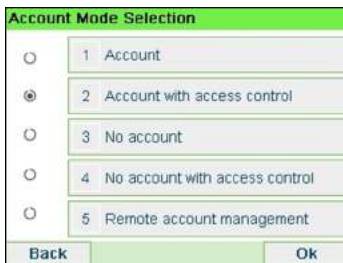 Account Mode Selection
1 Account
2 Account with access control
3 No account
4 No account with access control
5 Remote account management
Back Ok